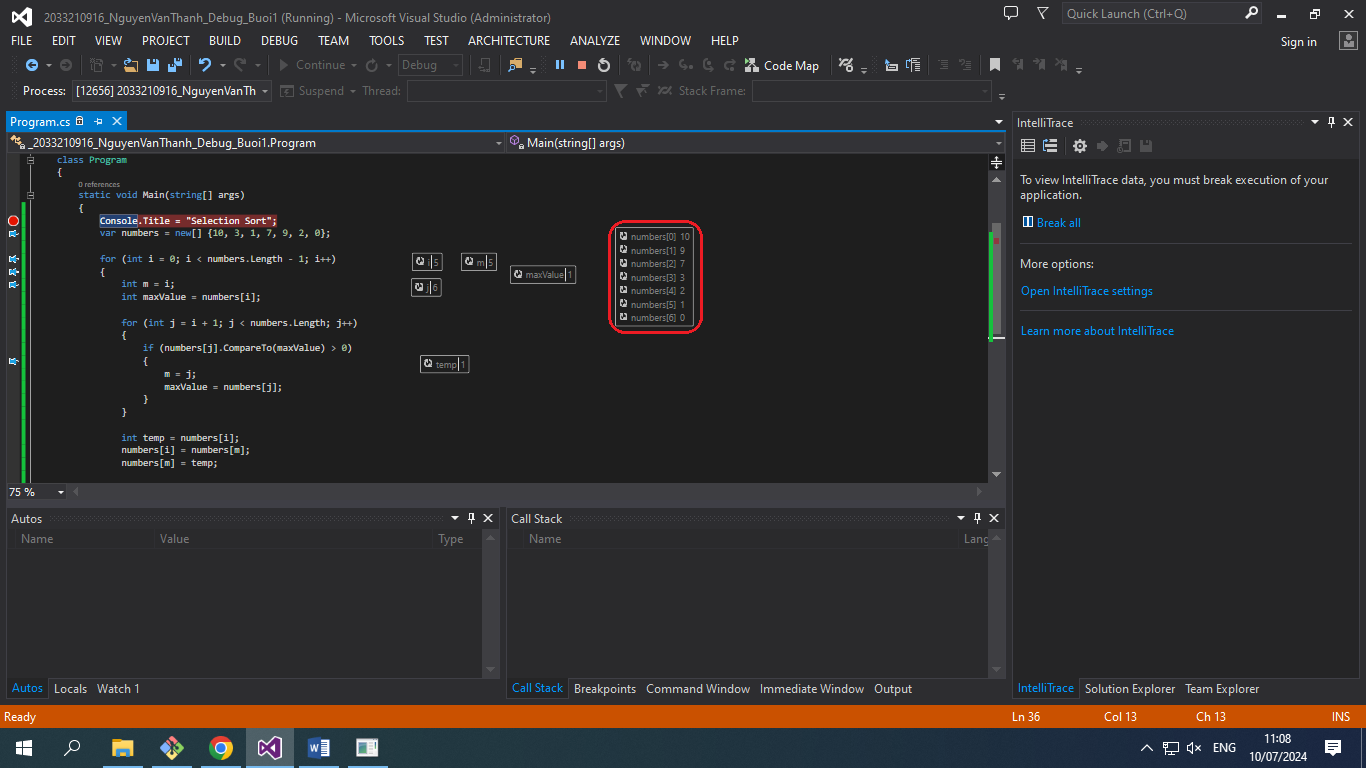 2033210916_NguyenVanThanh_Debug_Buoi1 (Running) - Microsoft Visual Studio (Administrator)
Quick Launch (Ctrl+Q)
FILE EDIT VIEW PROJECT BUILD DEBUG TEAM TOOLS TEST ARCHITECTURE ANALYZE WINDOW HELP
Sign in
Continue Debug Code Map
Process: [12656] 2033210916_NguyenVanTh Suspend Thread: Stack Frame:
Program.cs
_2033210916_NguyenVanThanh_Debug_Buoi1.Program
Main(string[] args)
class Program
{
0 references
static void Main(string[] args)
{
Console.Title = "Selection Sort";
var numbers = new[] {10, 3, 1, 7, 9, 2, 0};
for (int i = 0; i < numbers.Length - 1; i++)
{
int m = i;
int maxValue = numbers[i];
for (int j = i + 1; j < numbers.Length; j++)
{
if (numbers[j].CompareTo(maxValue) > 0)
{
m = j;
maxValue = numbers[j];
}
}
int temp = numbers[i];
numbers[i] = numbers[m];
numbers[m] = temp;
i 5
m 5
maxValue 1
j 6
temp 1
numbers[0] 10
numbers[1] 9
numbers[2] 7
numbers[3] 3
numbers[4] 2
numbers[5] 1
numbers[6] 0
75 %
IntelliTrace
To view IntelliTrace data, you must break execution of your
application.
Break all
More options:
Open IntelliTrace settings
Learn more about IntelliTrace
Autos
Name Value Type
Call Stack
Name Lang
Autos Locals Watch 1
Call Stack Breakpoints Command Window Immediate Window Output
IntelliTrace Solution Explorer Team Explorer
Ready
Ln 36 Col 13 Ch 13 INS
ENG
11:08
10/07/2024